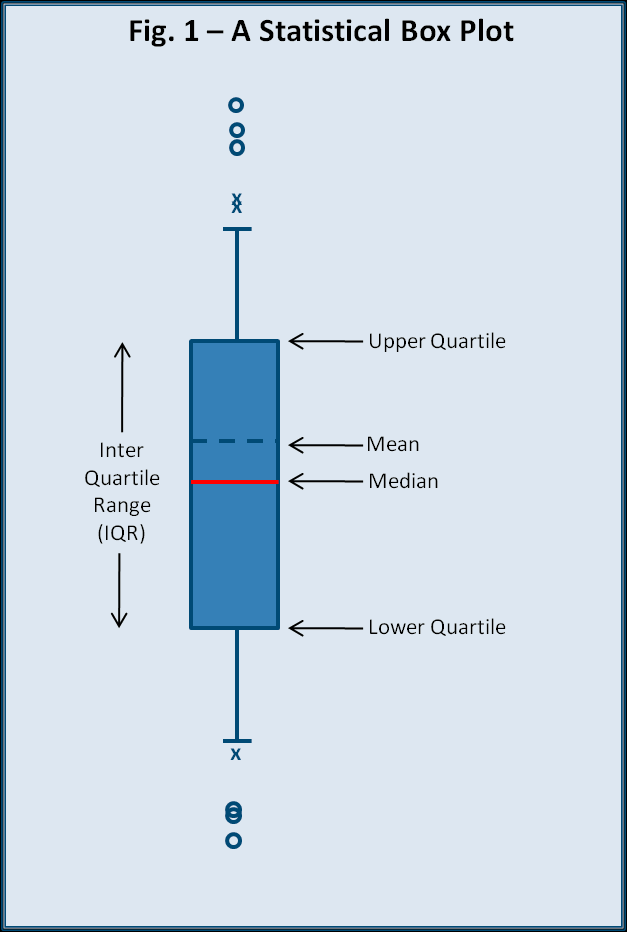 Fig. 1 – A Statistical Box Plot
x
x
Upper Quartile
Mean
Median
Inter
Quartile
Range
(IQR)
Lower Quartile
x